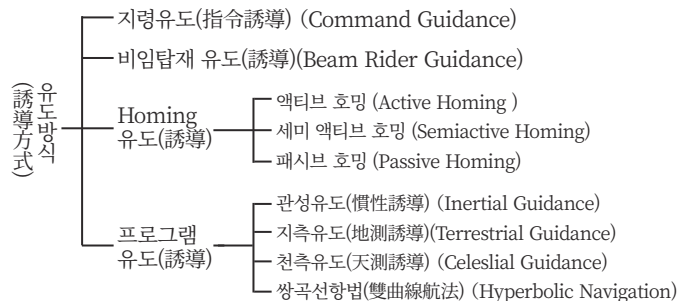 유도방식
(誘導方式)
지령유도(指令誘導) (Command Guidance)
비임탑재 유도(誘導)(Beam Rider Guidance)
Homing
유도(誘導)
액티브 호밍 (Active Homing )
세미 액티브 호밍 (Semiactive Homing)
패시브 호밍 (Passive Homing)
프로그램
유도(誘導)
관성유도(慣性誘導) (Inertial Guidance)
지측유도(地測誘導)(Terrestrial Guidance)
천측유도(天測誘導) (Celeslial Guidance)
쌍곡선항법(雙曲線航法) (Hyperbolic Navigation)